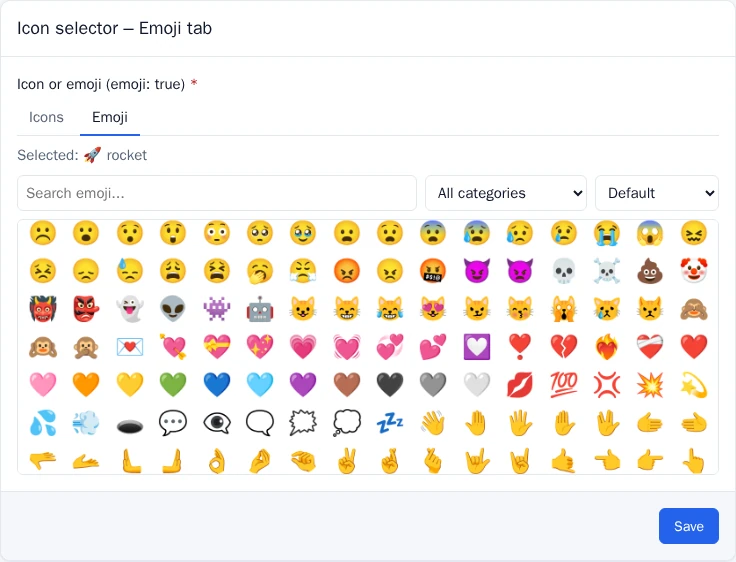 Icon selector – Emoji tab
Icon or emoji (emoji: true) *
Icons Emoji
Selected: 🚀 rocket
Search emoji... All categories Default
Save